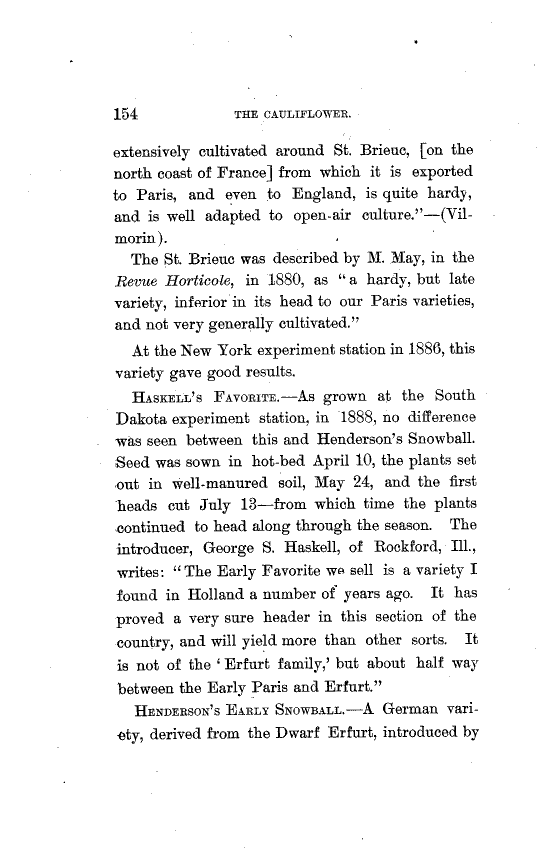 154 THE CAULIFLOWER.
extensively cultivated around St. Brieuc, [on the
north coast of France] from which it is exported
to Paris, and even to England, is quite hardy,
and is well adapted to open-air culture."—(Vil-
morin).
The St. Brieuc was described by M. May, in the
Revue Horticole, in 1880, as "a hardy, but late
variety, inferior in its head to our Paris varieties,
and not very generally cultivated."
At the New York experiment station in 1886, this
variety gave good results.
HASKELL'S FAVORITE.—As grown at the South
Dakota experiment station, in 1888, no difference
was seen between this and Henderson's Snowball.
Seed was sown in hot-bed April 10, the plants set
out in well-manured soil, May 24, and the first
heads cut July 13—from which time the plants
continued to head along through the season. The
introducer, George S. Haskell, of Rockford, Ill.,
writes: "The Early Favorite we sell is a variety I
found in Holland a number of years ago. It has
proved a very sure header in this section of the
country, and will yield more than other sorts. It
is not of the 'Erfurt family,' but about half way
between the Early Paris and Erfurt."
HENDERSON'S EARLY SNOWBALL.—A German vari-
ety, derived from the Dwarf Erfurt, introduced by